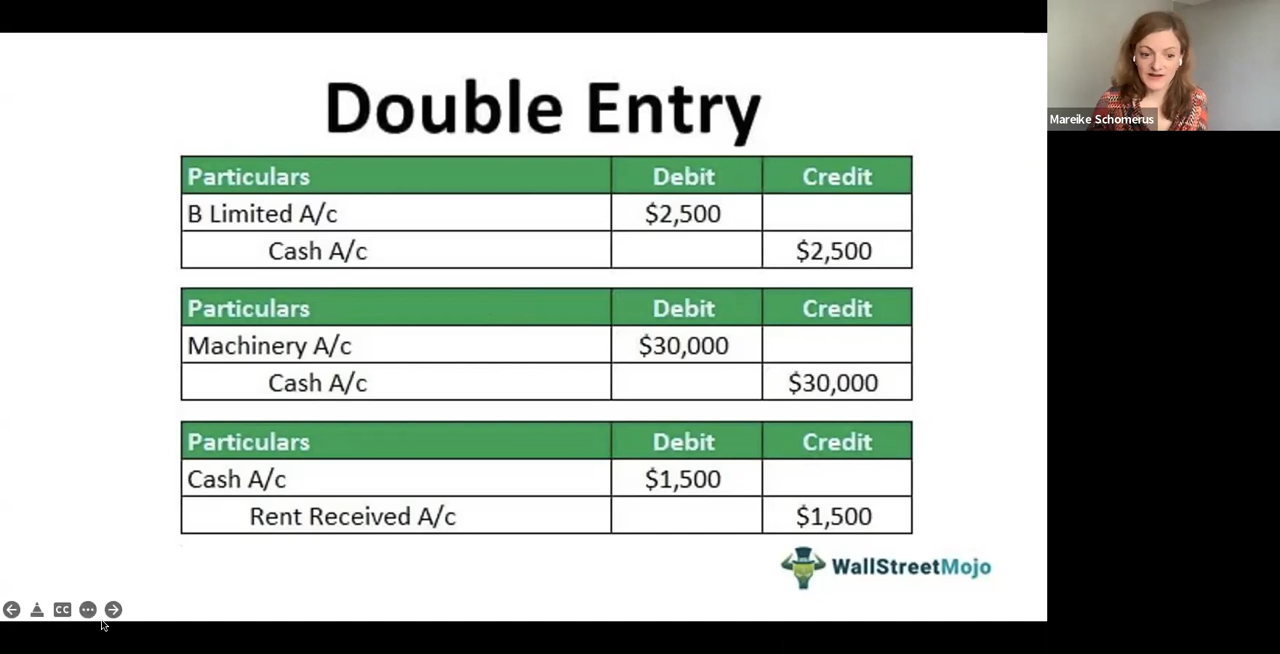 Double Entry
Particulars Debit Credit
B Limited A/c $2,500
Cash A/c $2,500
Particulars Debit Credit
Machinery A/c $30,000
Cash A/c $30,000
Particulars Debit Credit
Cash A/c $1,500
Rent Received A/c $1,500
WallStreetMojo
CC
Mareike Schomerus